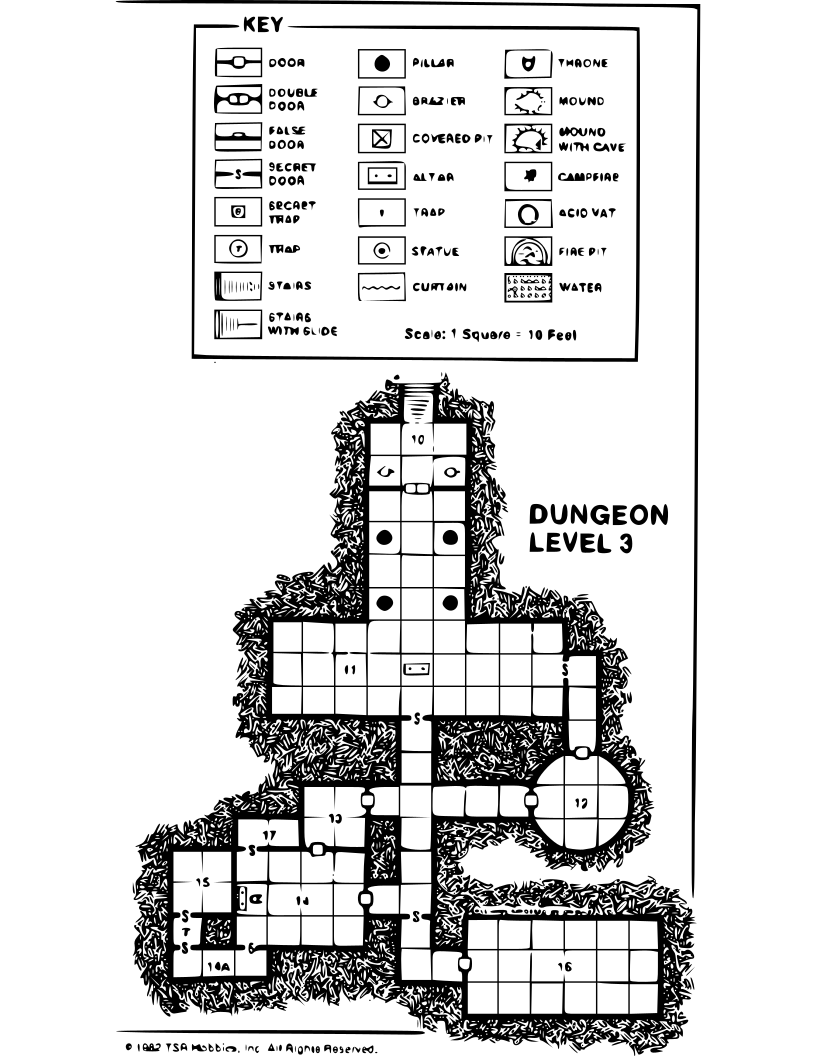 KEY
DOOR
PILLAR
THRONE
DOUBLE
DOOR
BRAZIER
MOUND
FALSE
DOOR
COVERED PIT
MOUND
WITH CAVE
S
SECRET
DOOR
ALTAR
CAMPFIRE
SECRET
TRAP
TRAP
ACID VAT
T
TRAP
STATUE
FIRE PIT
STAIRS
CURTAIN
WATER
STAIRS
WITH SLIDE
Scale: 1 Square = 10 Feet
10
DUNGEON
LEVEL 3
11
S
S
12
13
17
S
15
14
S
S
T
S
S
14A
16
© 1982 TSR Hobbies, Inc. All Rights Reserved.